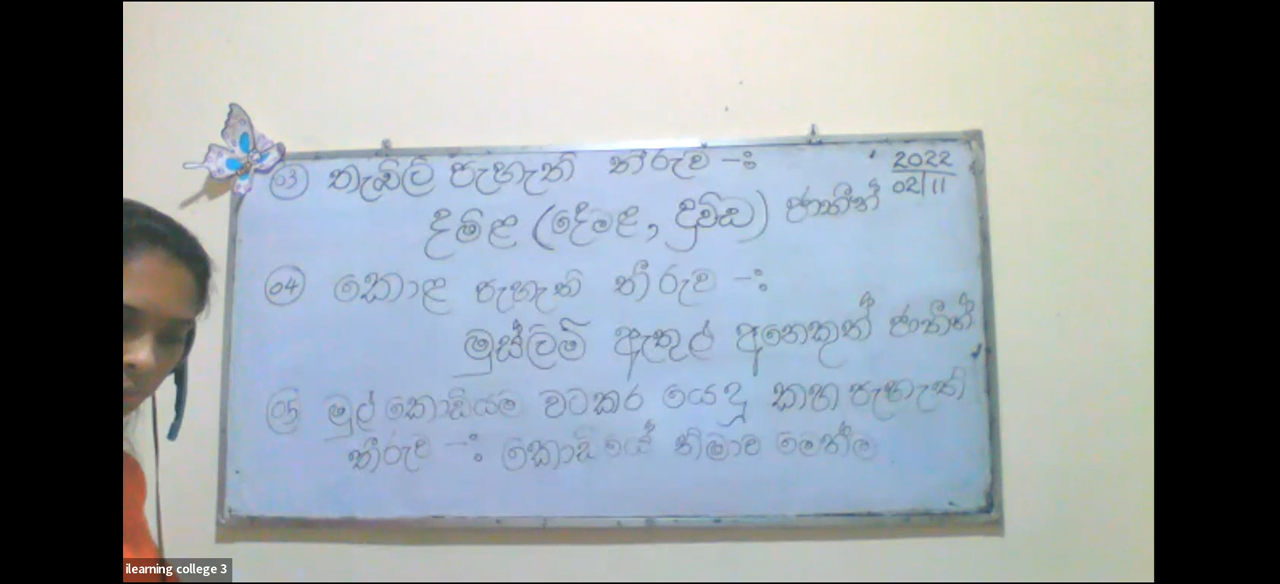 03 තැඹිලි පැහැති තීරුව -: 2022
02|11
දමිළ (දෙමළ, ද්‍රවිඩ) ජාතීන්
04 කොළ පැහැති තීරුව -:
මුස්ලිම් ඇතුළු අනෙකුත් ජාතීන්
05 මුල් කොඩියම වටකර යෙදූ කහ පැහැති
තීරුව -: කොඩියේ නිමාව මෙන්ම
ilearning college 3